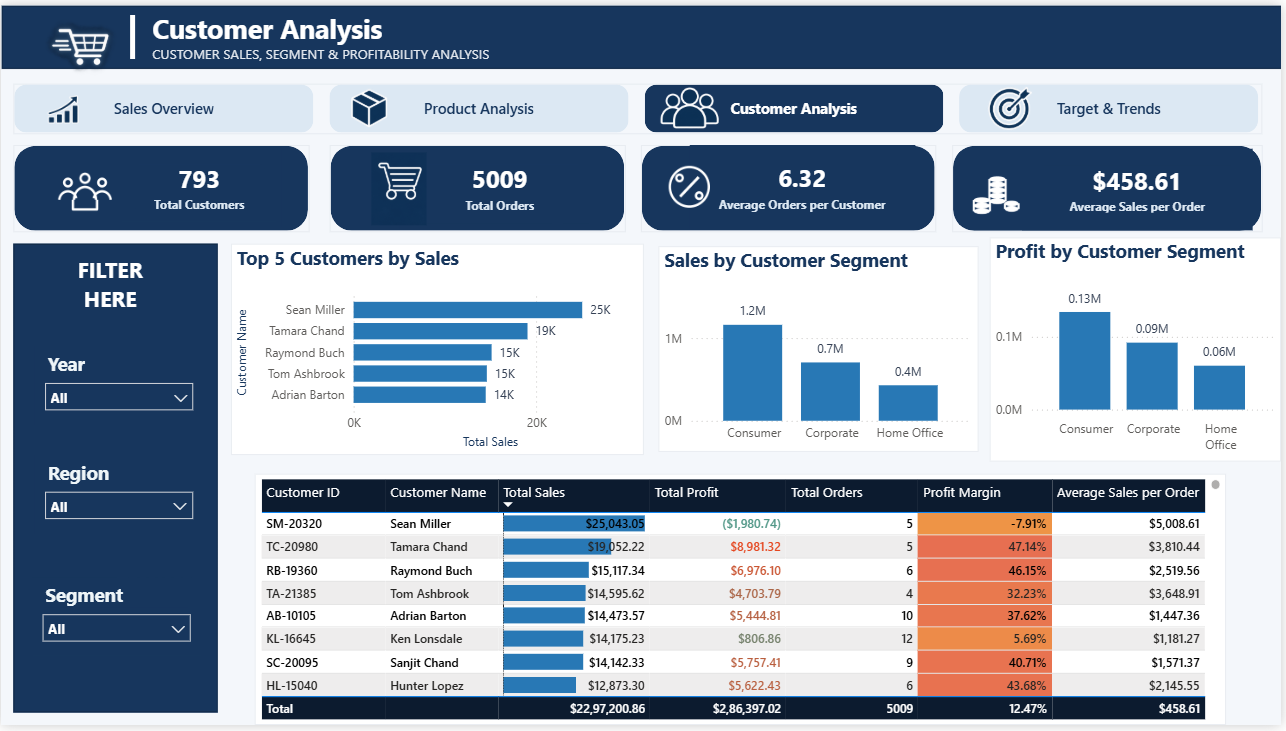 Customer Analysis
CUSTOMER SALES, SEGMENT & PROFITABILITY ANALYSIS
Sales Overview
Product Analysis
Customer Analysis
Target & Trends
793
Total Customers
5009
Total Orders
6.32
Average Orders per Customer
$458.61
Average Sales per Order
FILTER
HERE
Year
All
Region
All
Segment
All
Top 5 Customers by Sales
Customer Name
Sean Miller 25K
Tamara Chand 19K
Raymond Buch 15K
Tom Ashbrook 15K
Adrian Barton 14K
0K 20K
Total Sales
Sales by Customer Segment
1.2M
1M
0.7M
0.4M
0M
Consumer Corporate Home Office
Profit by Customer Segment
0.13M
0.1M
0.09M
0.06M
0.0M
Consumer Corporate Home
Office
Customer ID Customer Name Total Sales Total Profit Total Orders Profit Margin Average Sales per Order
SM-20320 Sean Miller $25,043.05 ($1,980.74) 5 -7.91% $5,008.61
TC-20980 Tamara Chand $19,052.22 $8,981.32 5 47.14% $3,810.44
RB-19360 Raymond Buch $15,117.34 $6,976.10 6 46.15% $2,519.56
TA-21385 Tom Ashbrook $14,595.62 $4,703.79 4 32.23% $3,648.91
AB-10105 Adrian Barton $14,473.57 $5,444.81 10 37.62% $1,447.36
KL-16645 Ken Lonsdale $14,175.23 $806.86 12 5.69% $1,181.27
SC-20095 Sanjit Chand $14,142.33 $5,757.41 9 40.71% $1,571.37
HL-15040 Hunter Lopez $12,873.30 $5,622.43 6 43.68% $2,145.55
Total $22,97,200.86 $2,86,397.02 5009 12.47% $458.61